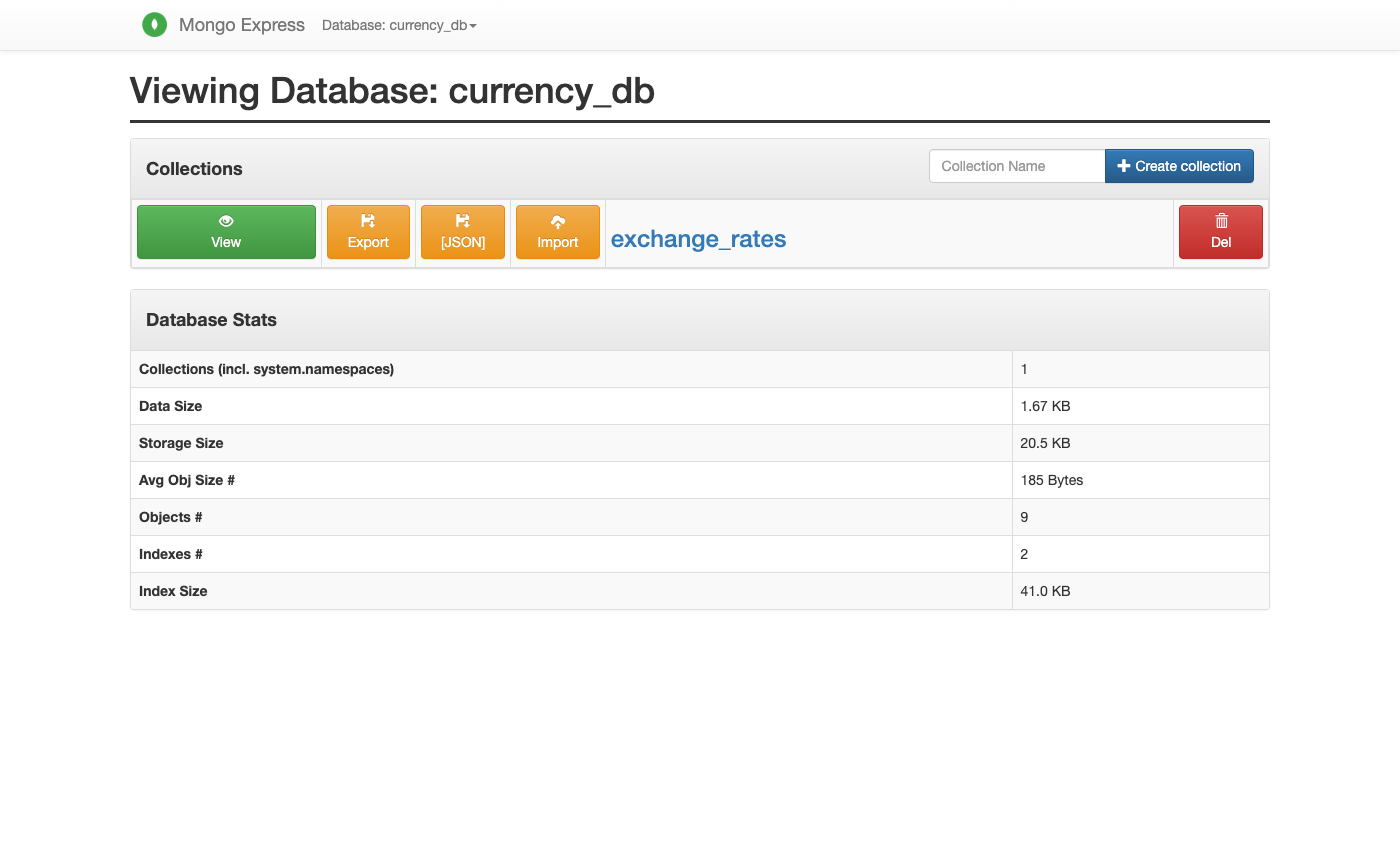 Mongo Express Database: currency_db
Viewing Database: currency_db
Collections
Collection Name Create collection
View Export [JSON] Import exchange_rates Del
Database Stats
Collections (incl. system.namespaces) 1
Data Size 1.67 KB
Storage Size 20.5 KB
Avg Obj Size # 185 Bytes
Objects # 9
Indexes # 2
Index Size 41.0 KB